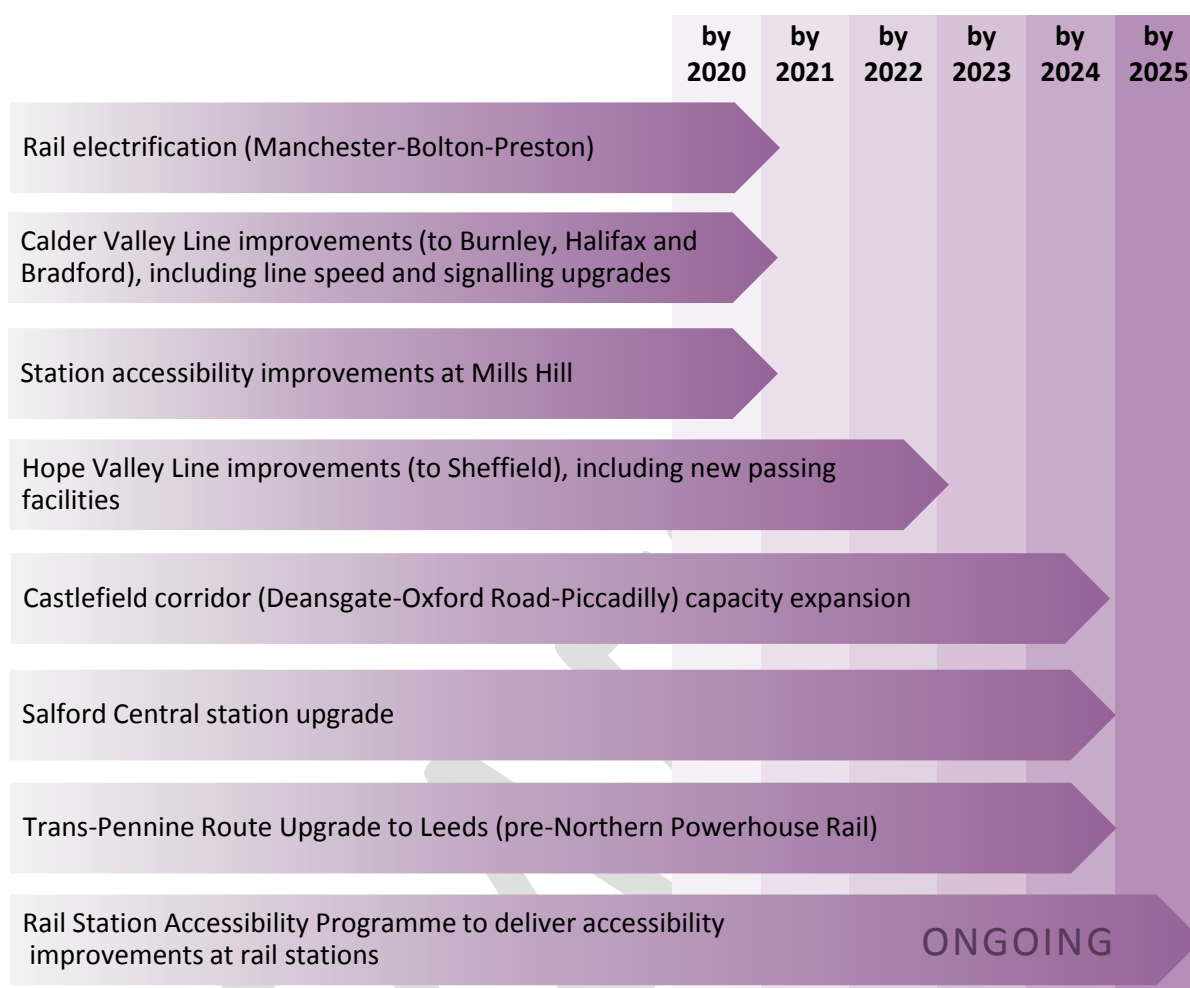 by by by by by by
2020 2021 2022 2023 2024 2025
Rail electrification (Manchester-Bolton-Preston)
Calder Valley Line improvements (to Burnley, Halifax and
Bradford), including line speed and signalling upgrades
Station accessibility improvements at Mills Hill
Hope Valley Line improvements (to Sheffield), including new passing
facilities
Castlefield corridor (Deansgate-Oxford Road-Piccadilly) capacity expansion
Salford Central station upgrade
Trans-Pennine Route Upgrade to Leeds (pre-Northern Powerhouse Rail)
Rail Station Accessibility Programme to deliver accessibility
improvements at rail stations
ONGOING